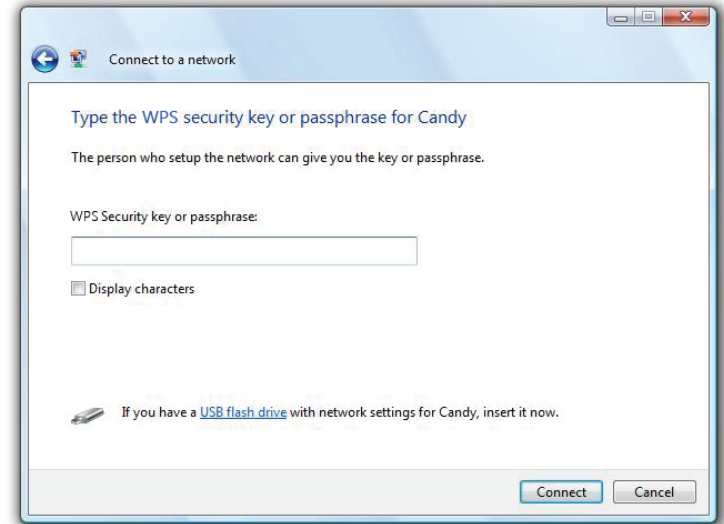 Connect to a network
Type the WPS security key or passphrase for Candy
The person who setup the network can give you the key or passphrase.
WPS Security key or passphrase:
Display characters
If you have a USB flash drive with network settings for Candy, insert it now.
Connect Cancel